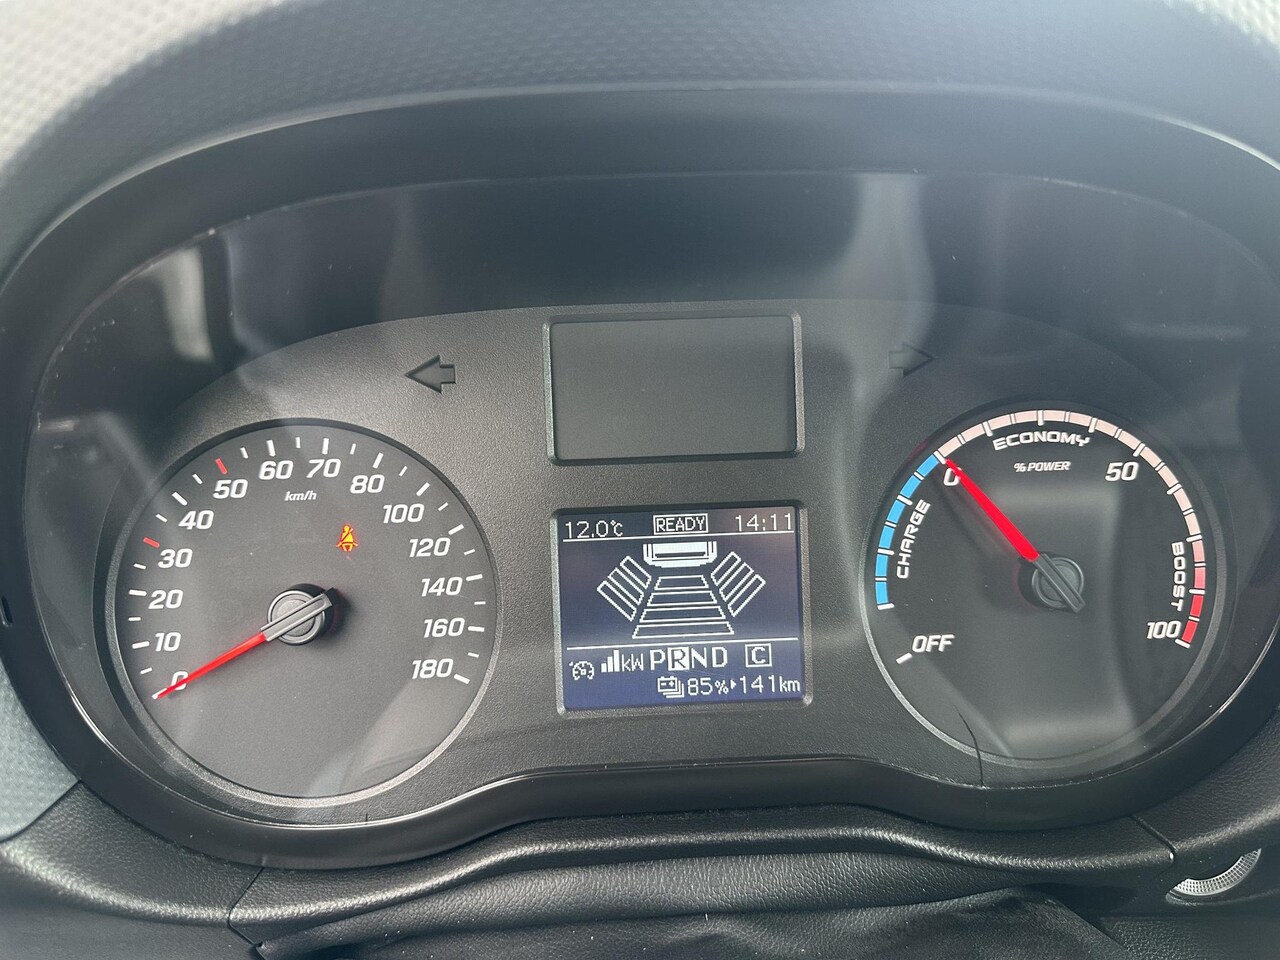 0
10
20
30
40
50
60
70
80
100
120
140
160
180
km/h
12.0°C READY 14:11
kW PRND C
85% 141km
ECONOMY
% POWER
CHARGE
BOOST
OFF
0
50
100